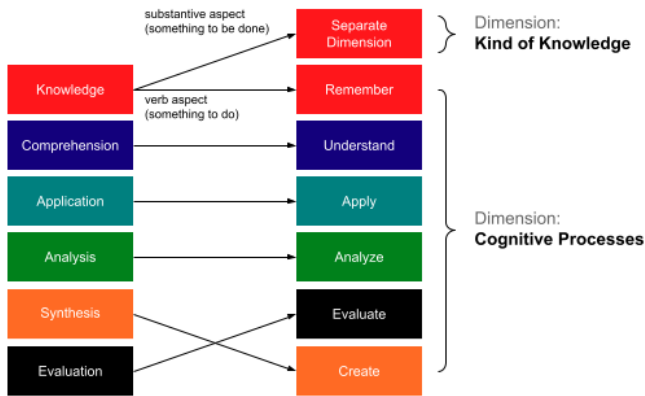 substantive aspect
(something to be done)
Separate
Dimension
Dimension:
Kind of Knowledge
Knowledge
verb aspect
(something to do)
Remember
Comprehension
Understand
Application
Apply
Dimension:
Cognitive Processes
Analysis
Analyze
Synthesis
Evaluate
Evaluation
Create